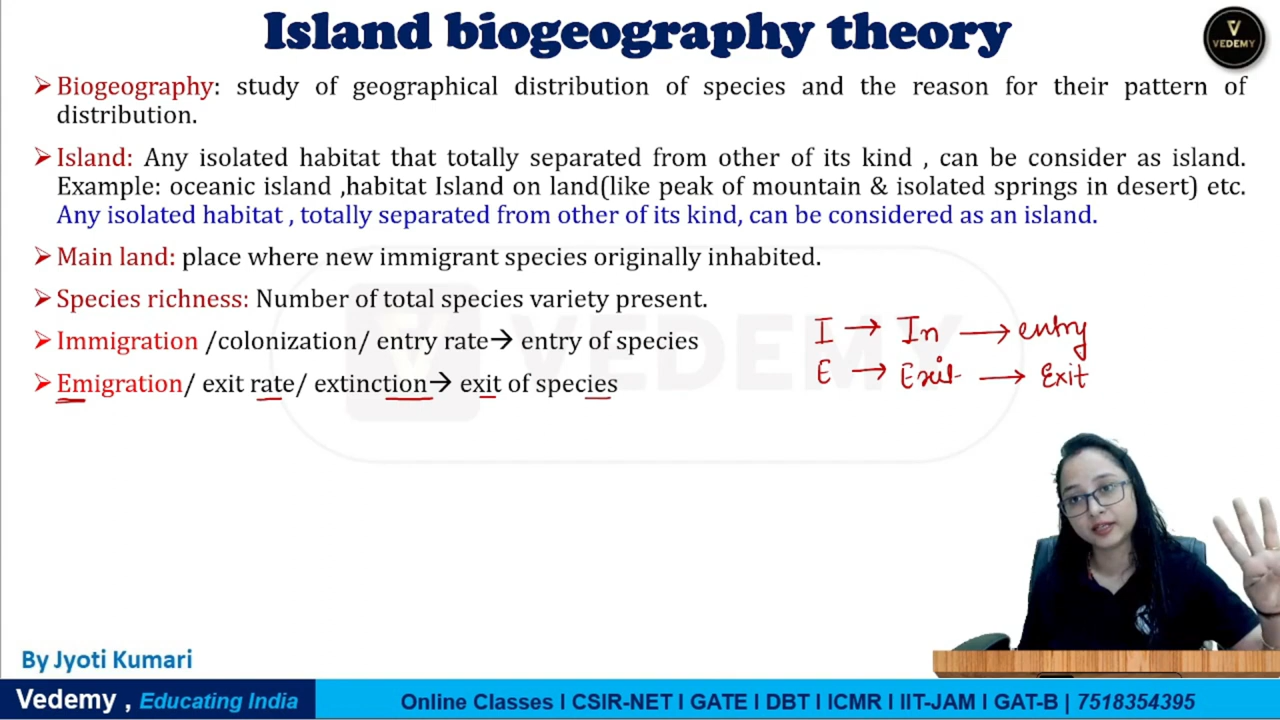 Island biogeography theory
VEDEMY
➢ Biogeography: study of geographical distribution of species and the reason for their pattern of
distribution.
➢ Island: Any isolated habitat that totally separated from other of its kind , can be consider as island.
Example: oceanic island ,habitat Island on land(like peak of mountain & isolated springs in desert) etc.
Any isolated habitat , totally separated from other of its kind, can be considered as an island.
➢ Main land: place where new immigrant species originally inhabited.
➢ Species richness: Number of total species variety present.
➢ Immigration /colonization/ entry rate→ entry of species
I → In → entry
➢ Emigration/ exit rate/ extinction→ exit of species
E → Exit → Exit
VEDEMY
By Jyoti Kumari
Vedemy , Educating India
Online Classes I CSIR-NET I GATE I DBT I ICMR I IIT-JAM I GAT-B | 7518354395